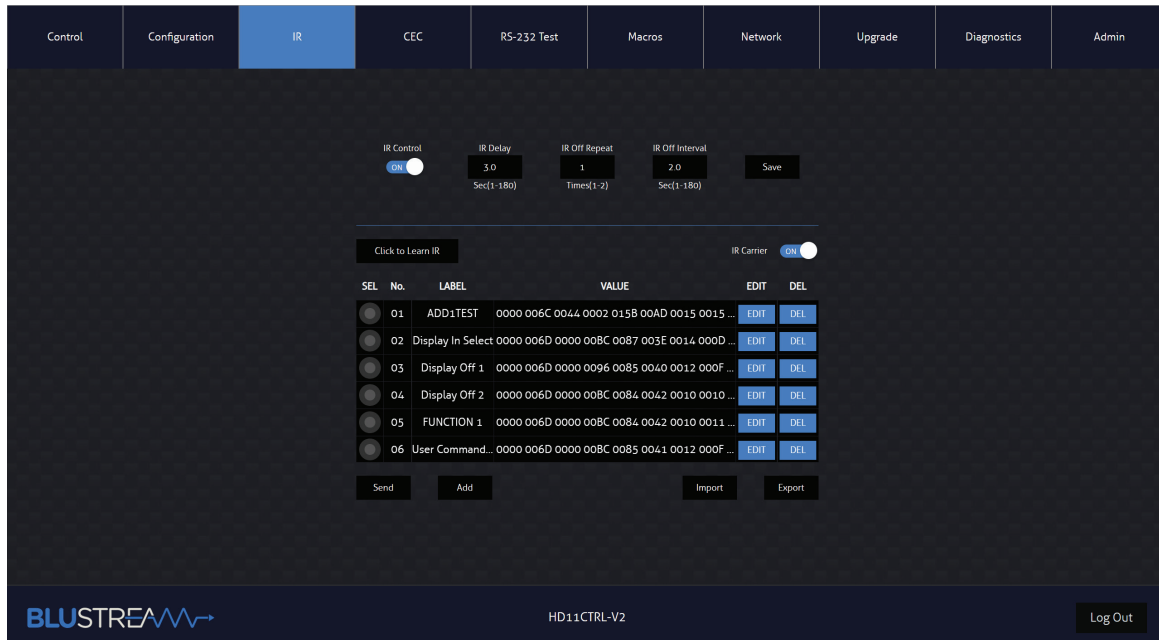 Control Configuration IR CEC RS-232 Test Macros Network Upgrade Diagnostics Admin
IR Control IR Delay IR Off Repeat IR Off Interval
ON 3.0 1 2.0 Save
Sec(1-180) Times(1-2) Sec(1-180)
Click to Learn IR IR Carrier ON
SEL No. LABEL VALUE EDIT DEL
01 ADD1TEST 0000 006C 0044 0002 015B 00AD 0015 0015 ... EDIT DEL
02 Display In Select 0000 006D 0000 00BC 0087 003E 0014 000D ... EDIT DEL
03 Display Off 1 0000 006D 0000 0096 0085 0040 0012 000F ... EDIT DEL
04 Display Off 2 0000 006D 0000 00BC 0084 0042 0010 0010 ... EDIT DEL
05 FUNCTION 1 0000 006D 0000 00BC 0084 0042 0010 0011 ... EDIT DEL
06 User Command... 0000 006D 0000 00BC 0085 0041 0012 000F ... EDIT DEL
Send Add Import Export
BLUSTREAM HD11CTRL-V2 Log Out